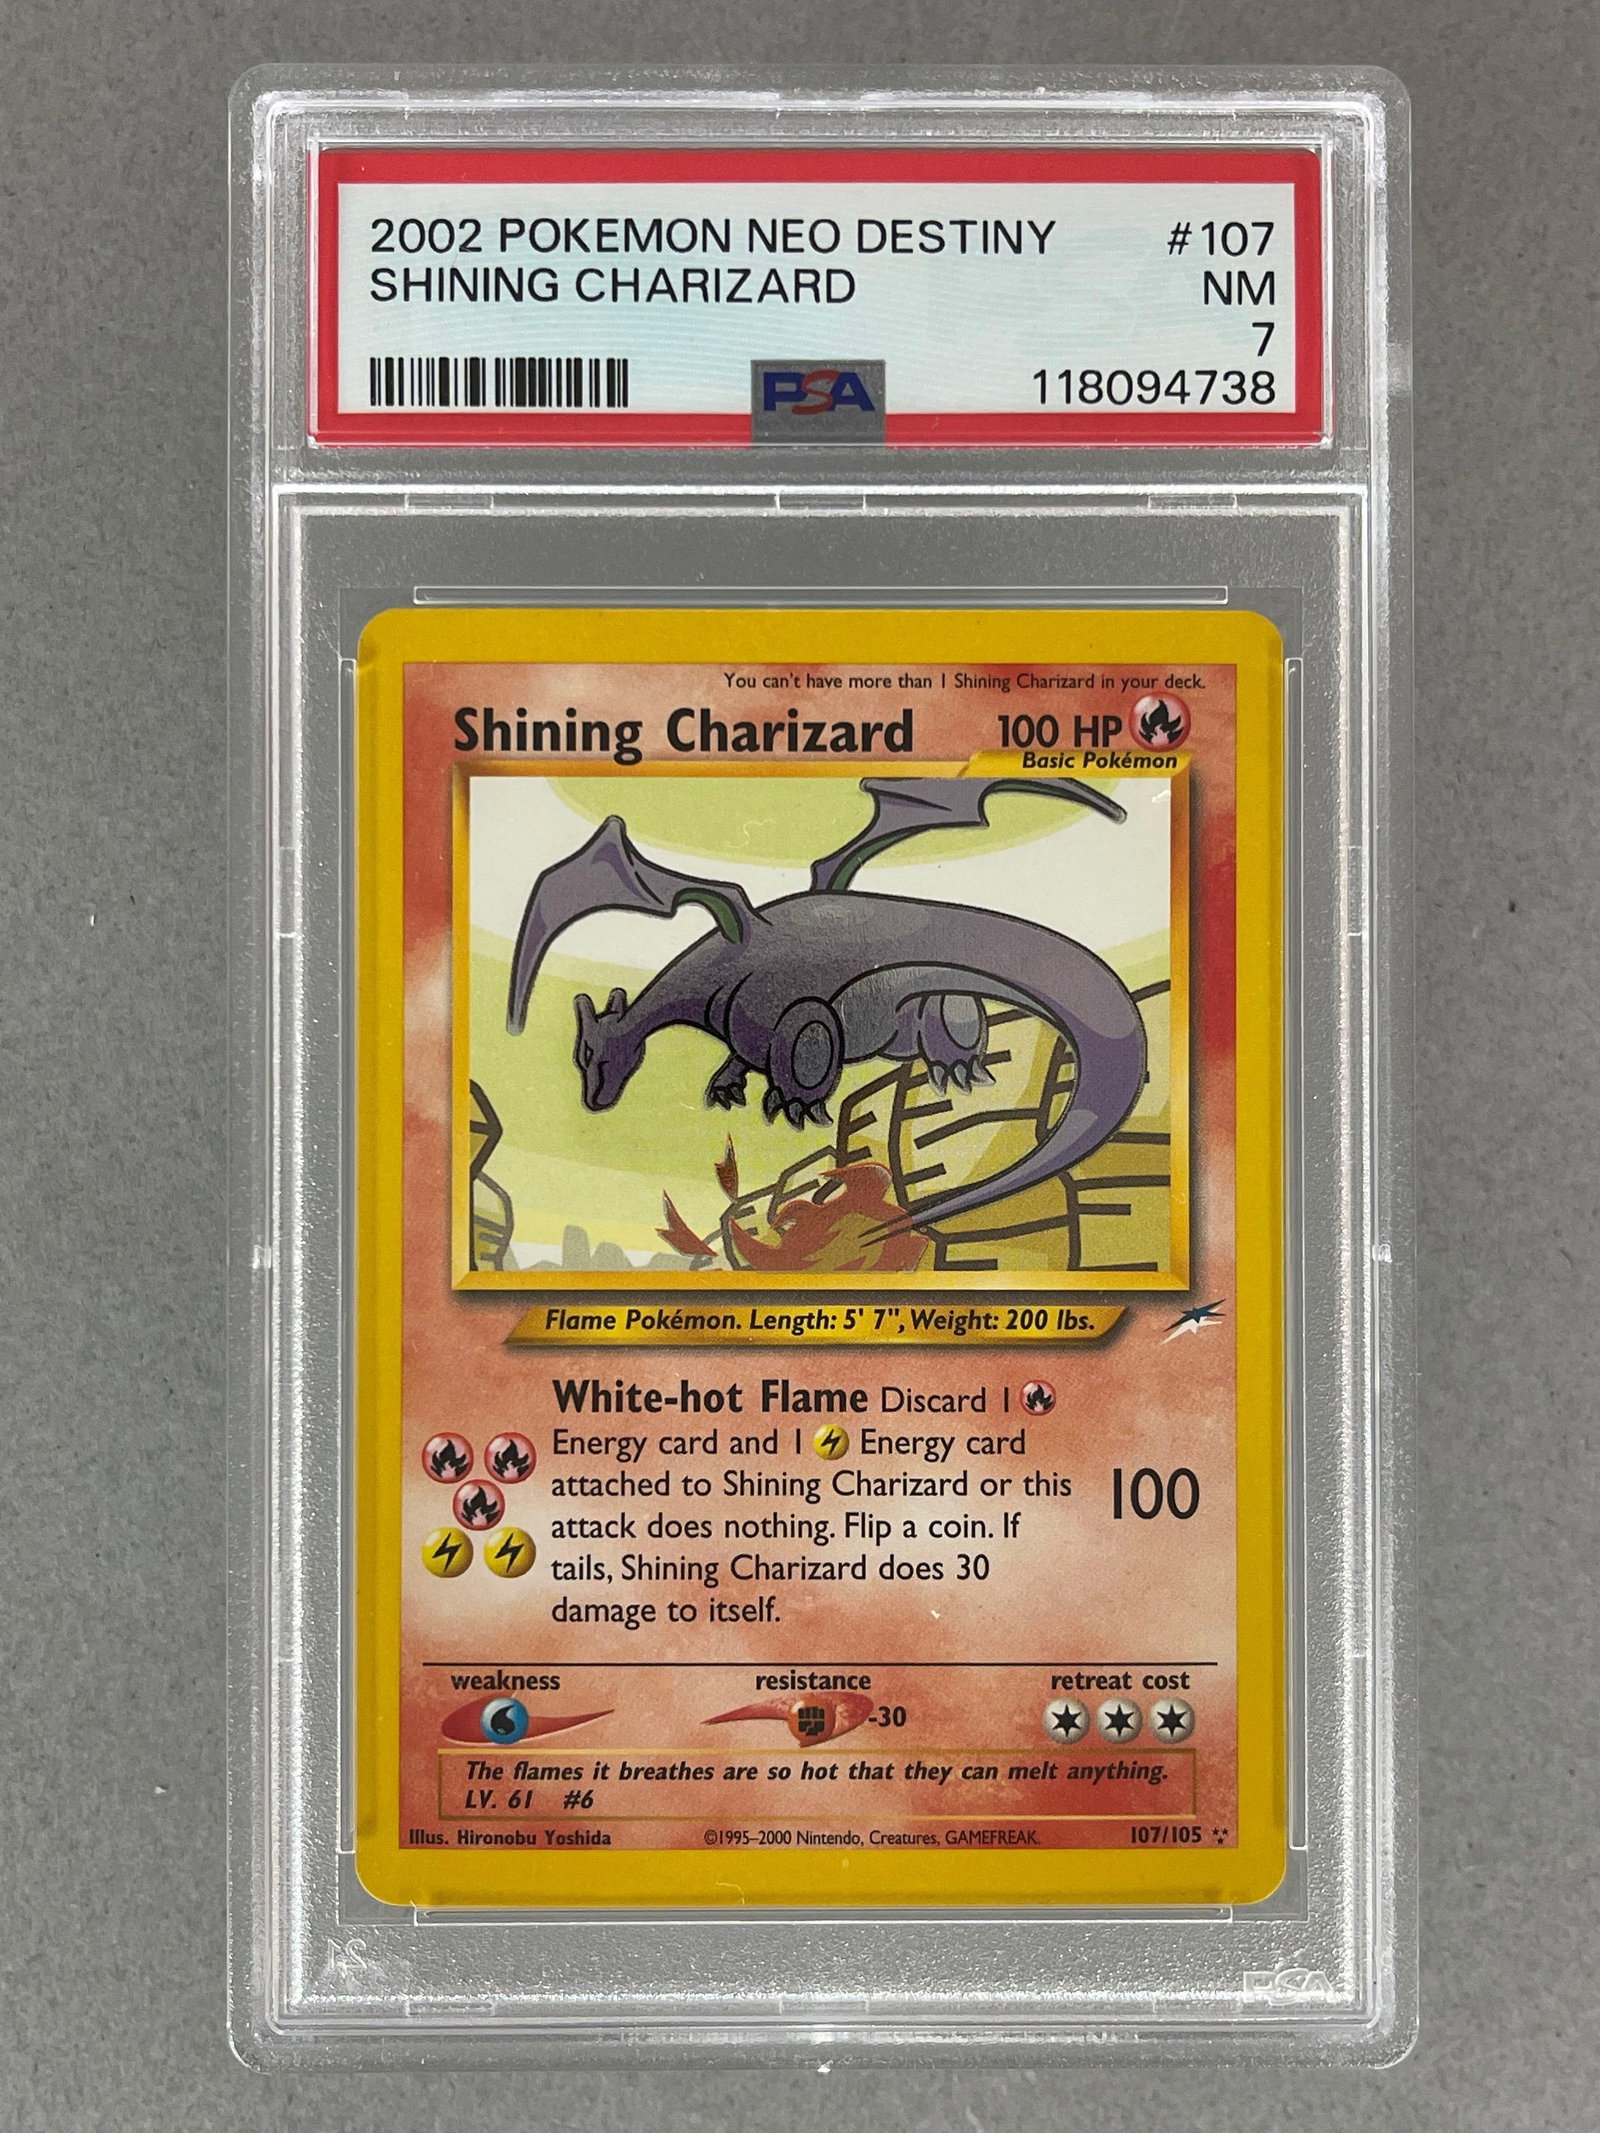 2002 POKEMON NEO DESTINY #107
SHINING CHARIZARD NM
7
PSA 118094738
You can't have more than 1 Shining Charizard in your deck.
Shining Charizard 100 HP
Basic Pokémon
Flame Pokémon. Length: 5' 7", Weight: 200 lbs.
White-hot Flame Discard 1
Energy card and 1 Energy card
attached to Shining Charizard or this
attack does nothing. Flip a coin. If
tails, Shining Charizard does 30
damage to itself.
100
weakness resistance retreat cost
-30
The flames it breathes are so hot that they can melt anything.
LV. 61 #6
Illus. Hironobu Yoshida ©1995–2000 Nintendo, Creatures, GAMEFREAK. 107/105
PSA